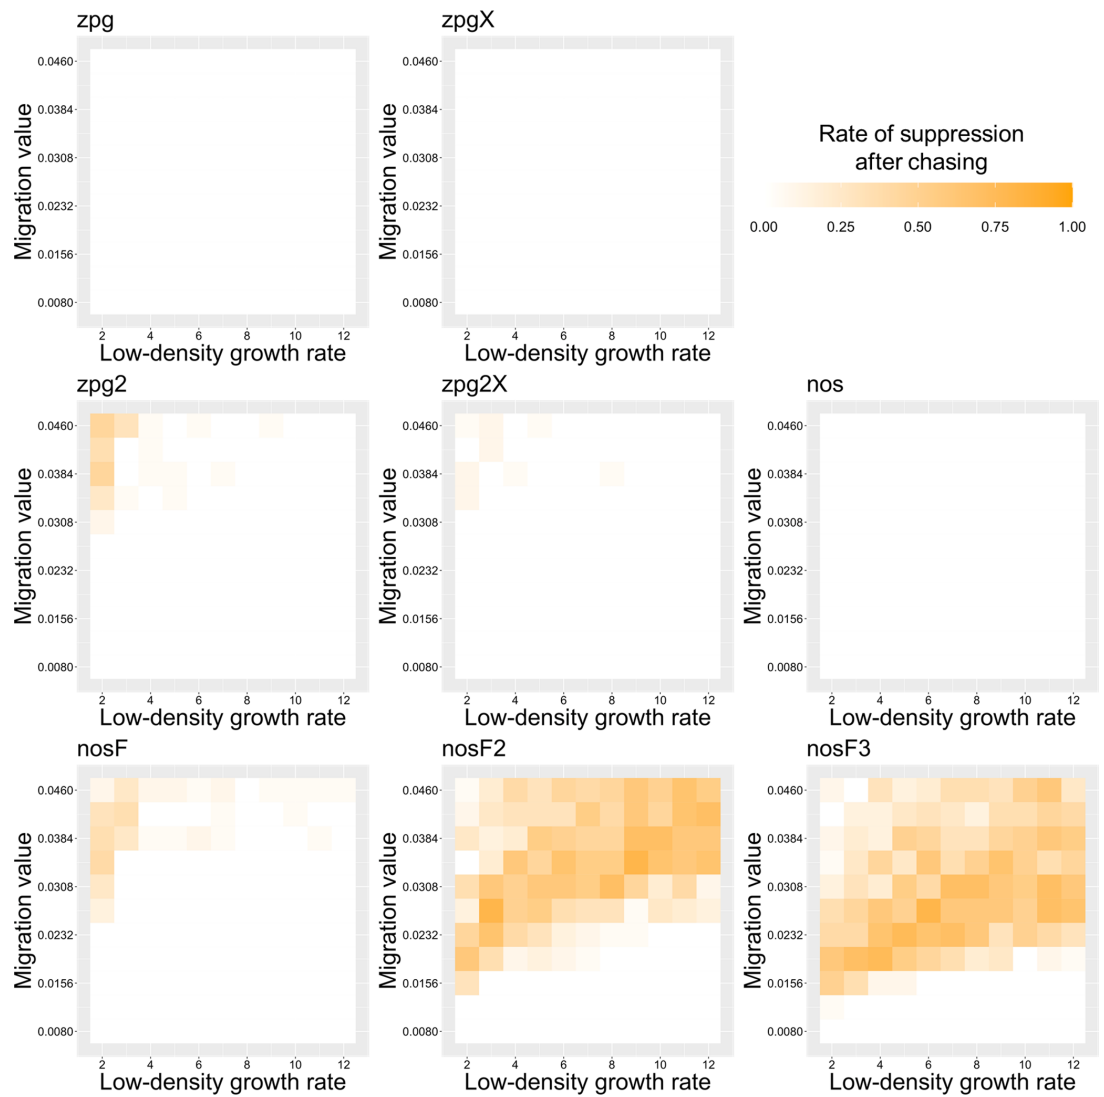 zpg
Migration value
0.0460
0.0384
0.0308
0.0232
0.0156
0.0080
2 4 6 8 10 12
Low-density growth rate
zpgX
Migration value
0.0460
0.0384
0.0308
0.0232
0.0156
0.0080
2 4 6 8 10 12
Low-density growth rate
Rate of suppression
after chasing
0.00 0.25 0.50 0.75 1.00
zpg2
Migration value
0.0460
0.0384
0.0308
0.0232
0.0156
0.0080
2 4 6 8 10 12
Low-density growth rate
zpg2X
Migration value
0.0460
0.0384
0.0308
0.0232
0.0156
0.0080
2 4 6 8 10 12
Low-density growth rate
nos
Migration value
0.0460
0.0384
0.0308
0.0232
0.0156
0.0080
2 4 6 8 10 12
Low-density growth rate
nosF
Migration value
0.0460
0.0384
0.0308
0.0232
0.0156
0.0080
2 4 6 8 10 12
Low-density growth rate
nosF2
Migration value
0.0460
0.0384
0.0308
0.0232
0.0156
0.0080
2 4 6 8 10 12
Low-density growth rate
nosF3
Migration value
0.0460
0.0384
0.0308
0.0232
0.0156
0.0080
2 4 6 8 10 12
Low-density growth rate